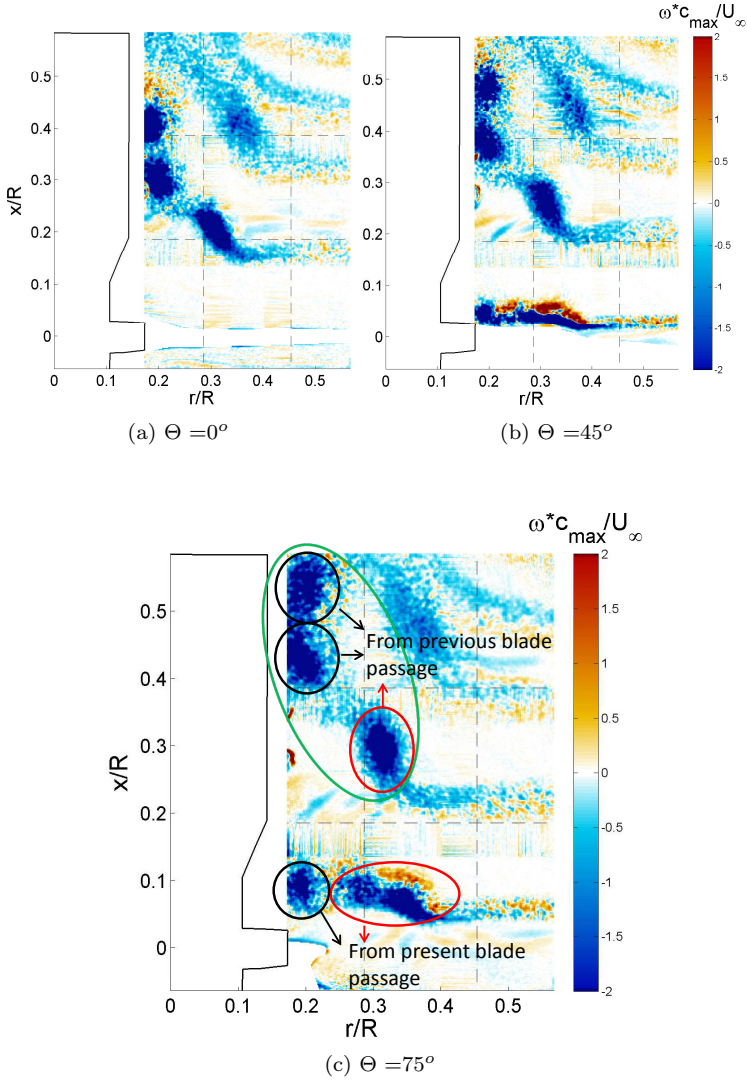 ω*c_max/U_∞
0.5
0.4
0.3
0.2
0.1
0
x/R
0 0.1 0.2 0.3 0.4 0.5
r/R
(a) Θ =0°
0.5
0.4
0.3
0.2
0.1
0
x/R
0 0.1 0.2 0.3 0.4 0.5
r/R
2
1.5
1
0.5
0
-0.5
-1
-1.5
-2
(b) Θ =45°
ω*c_max/U_∞
0.5
0.4
0.3
0.2
0.1
0
x/R
From previous blade
passage
From present blade
passage
0 0.1 0.2 0.3 0.4 0.5
r/R
2
1.5
1
0.5
0
-0.5
-1
-1.5
-2
(c) Θ =75°